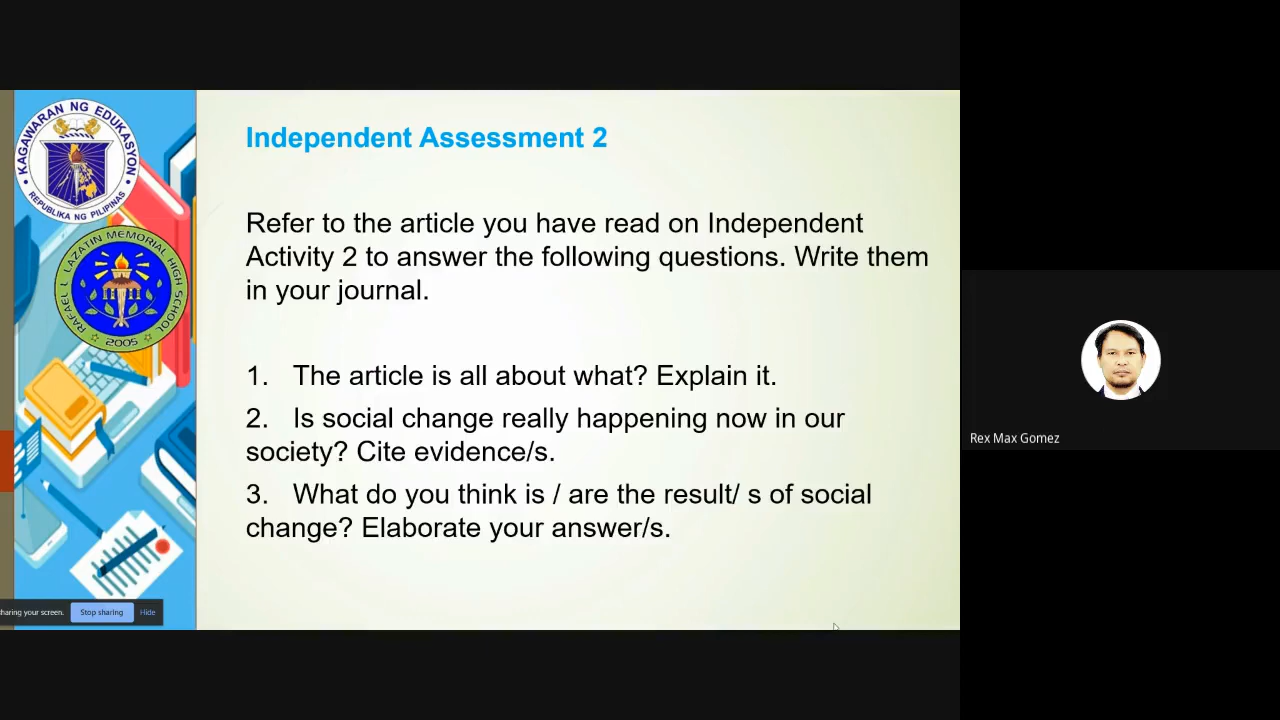 KAGAWARAN NG EDUKASYON
REPUBLIKA NG PILIPINAS
RAFAEL L. LAZATIN MEMORIAL HIGH SCHOOL
2005
Independent Assessment 2
Refer to the article you have read on Independent
Activity 2 to answer the following questions. Write them
in your journal.
1. The article is all about what? Explain it.
2. Is social change really happening now in our
society? Cite evidence/s.
3. What do you think is / are the result/ s of social
change? Elaborate your answer/s.
haring your screen. Stop sharing Hide
Rex Max Gomez